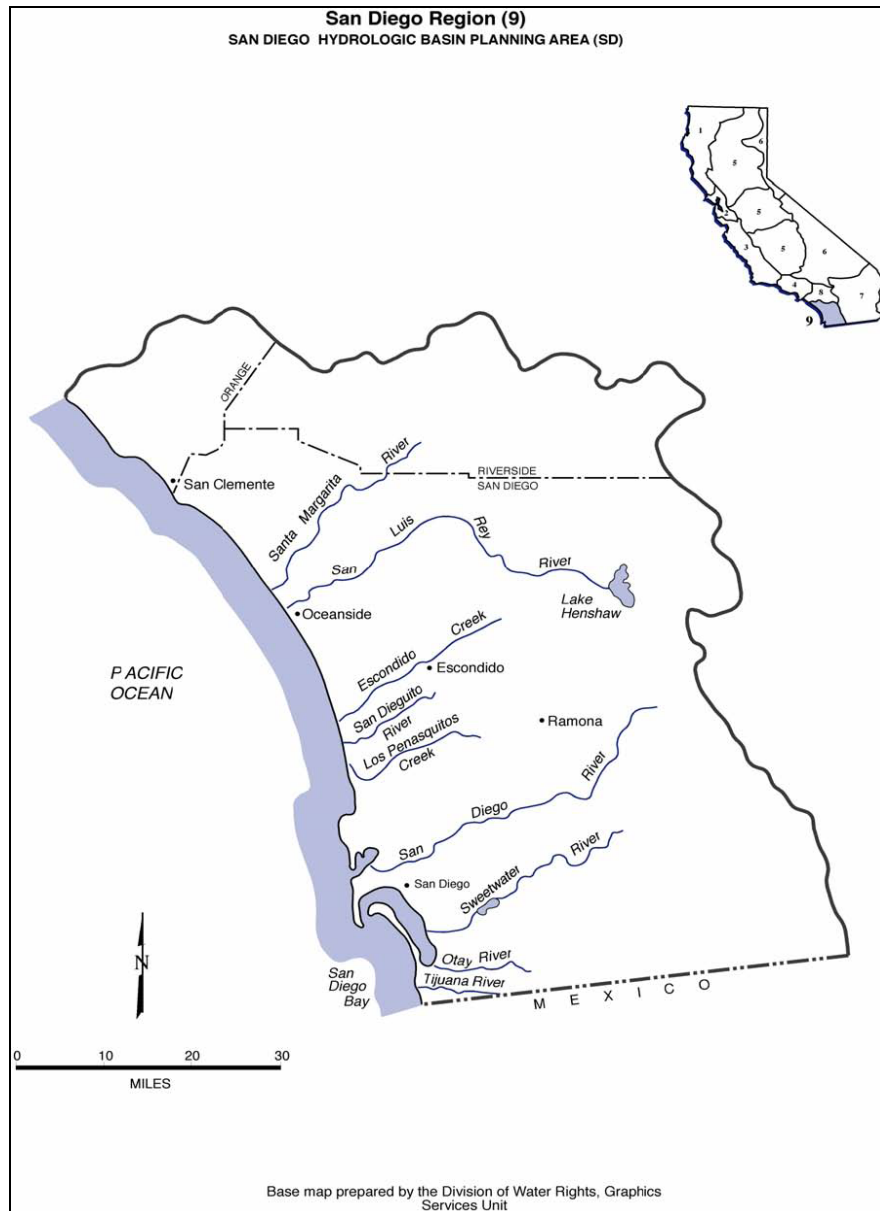 San Diego Region (9)
SAN DIEGO HYDROLOGIC BASIN PLANNING AREA (SD)
1
6
5
2
5
3
5
6
4
8
7
9
ORANGE
RIVERSIDE
SAN DIEGO
San Clemente
Santa Margarita River
San Luis Rey River
Lake
Henshaw
Oceanside
Escondido Creek
Escondido
PACIFIC
OCEAN
San Dieguito
River
Ramona
Los Penasquitos
Creek
San Diego River
San Diego
Sweetwater River
Otay River
Tijuana River
San
Diego
Bay
MEXICO
N
0 10 20 30
MILES
Base map prepared by the Division of Water Rights, Graphics
Services Unit